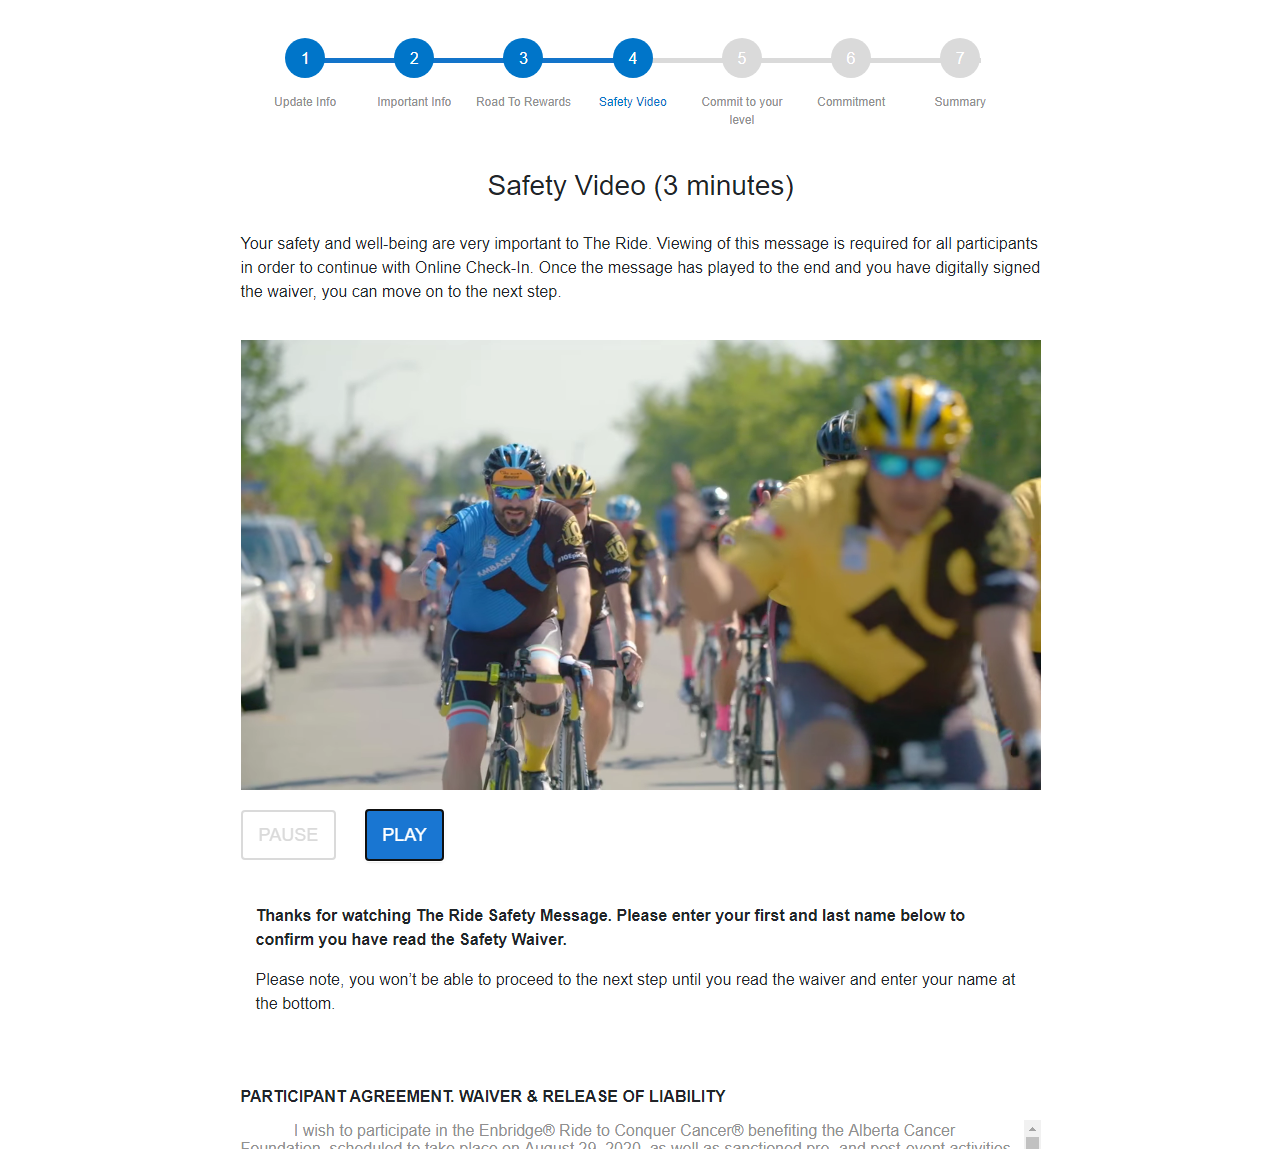 1 2 3 4 5 6 7
Update Info Important Info Road To Rewards Safety Video Commit to your level Commitment Summary
Safety Video (3 minutes)
Your safety and well-being are very important to The Ride. Viewing of this message is required for all participants
in order to continue with Online Check-In. Once the message has played to the end and you have digitally signed
the waiver, you can move on to the next step.
AMBASSA
10
PAUSE PLAY
Thanks for watching The Ride Safety Message. Please enter your first and last name below to
confirm you have read the Safety Waiver.
Please note, you won’t be able to proceed to the next step until you read the waiver and enter your name at
the bottom.
PARTICIPANT AGREEMENT. WAIVER & RELEASE OF LIABILITY
I wish to participate in the Enbridge® Ride to Conquer Cancer® benefiting the Alberta Cancer
Foundation, scheduled to take place on August 29, 2020, as well as sanctioned pre- and post-event activities